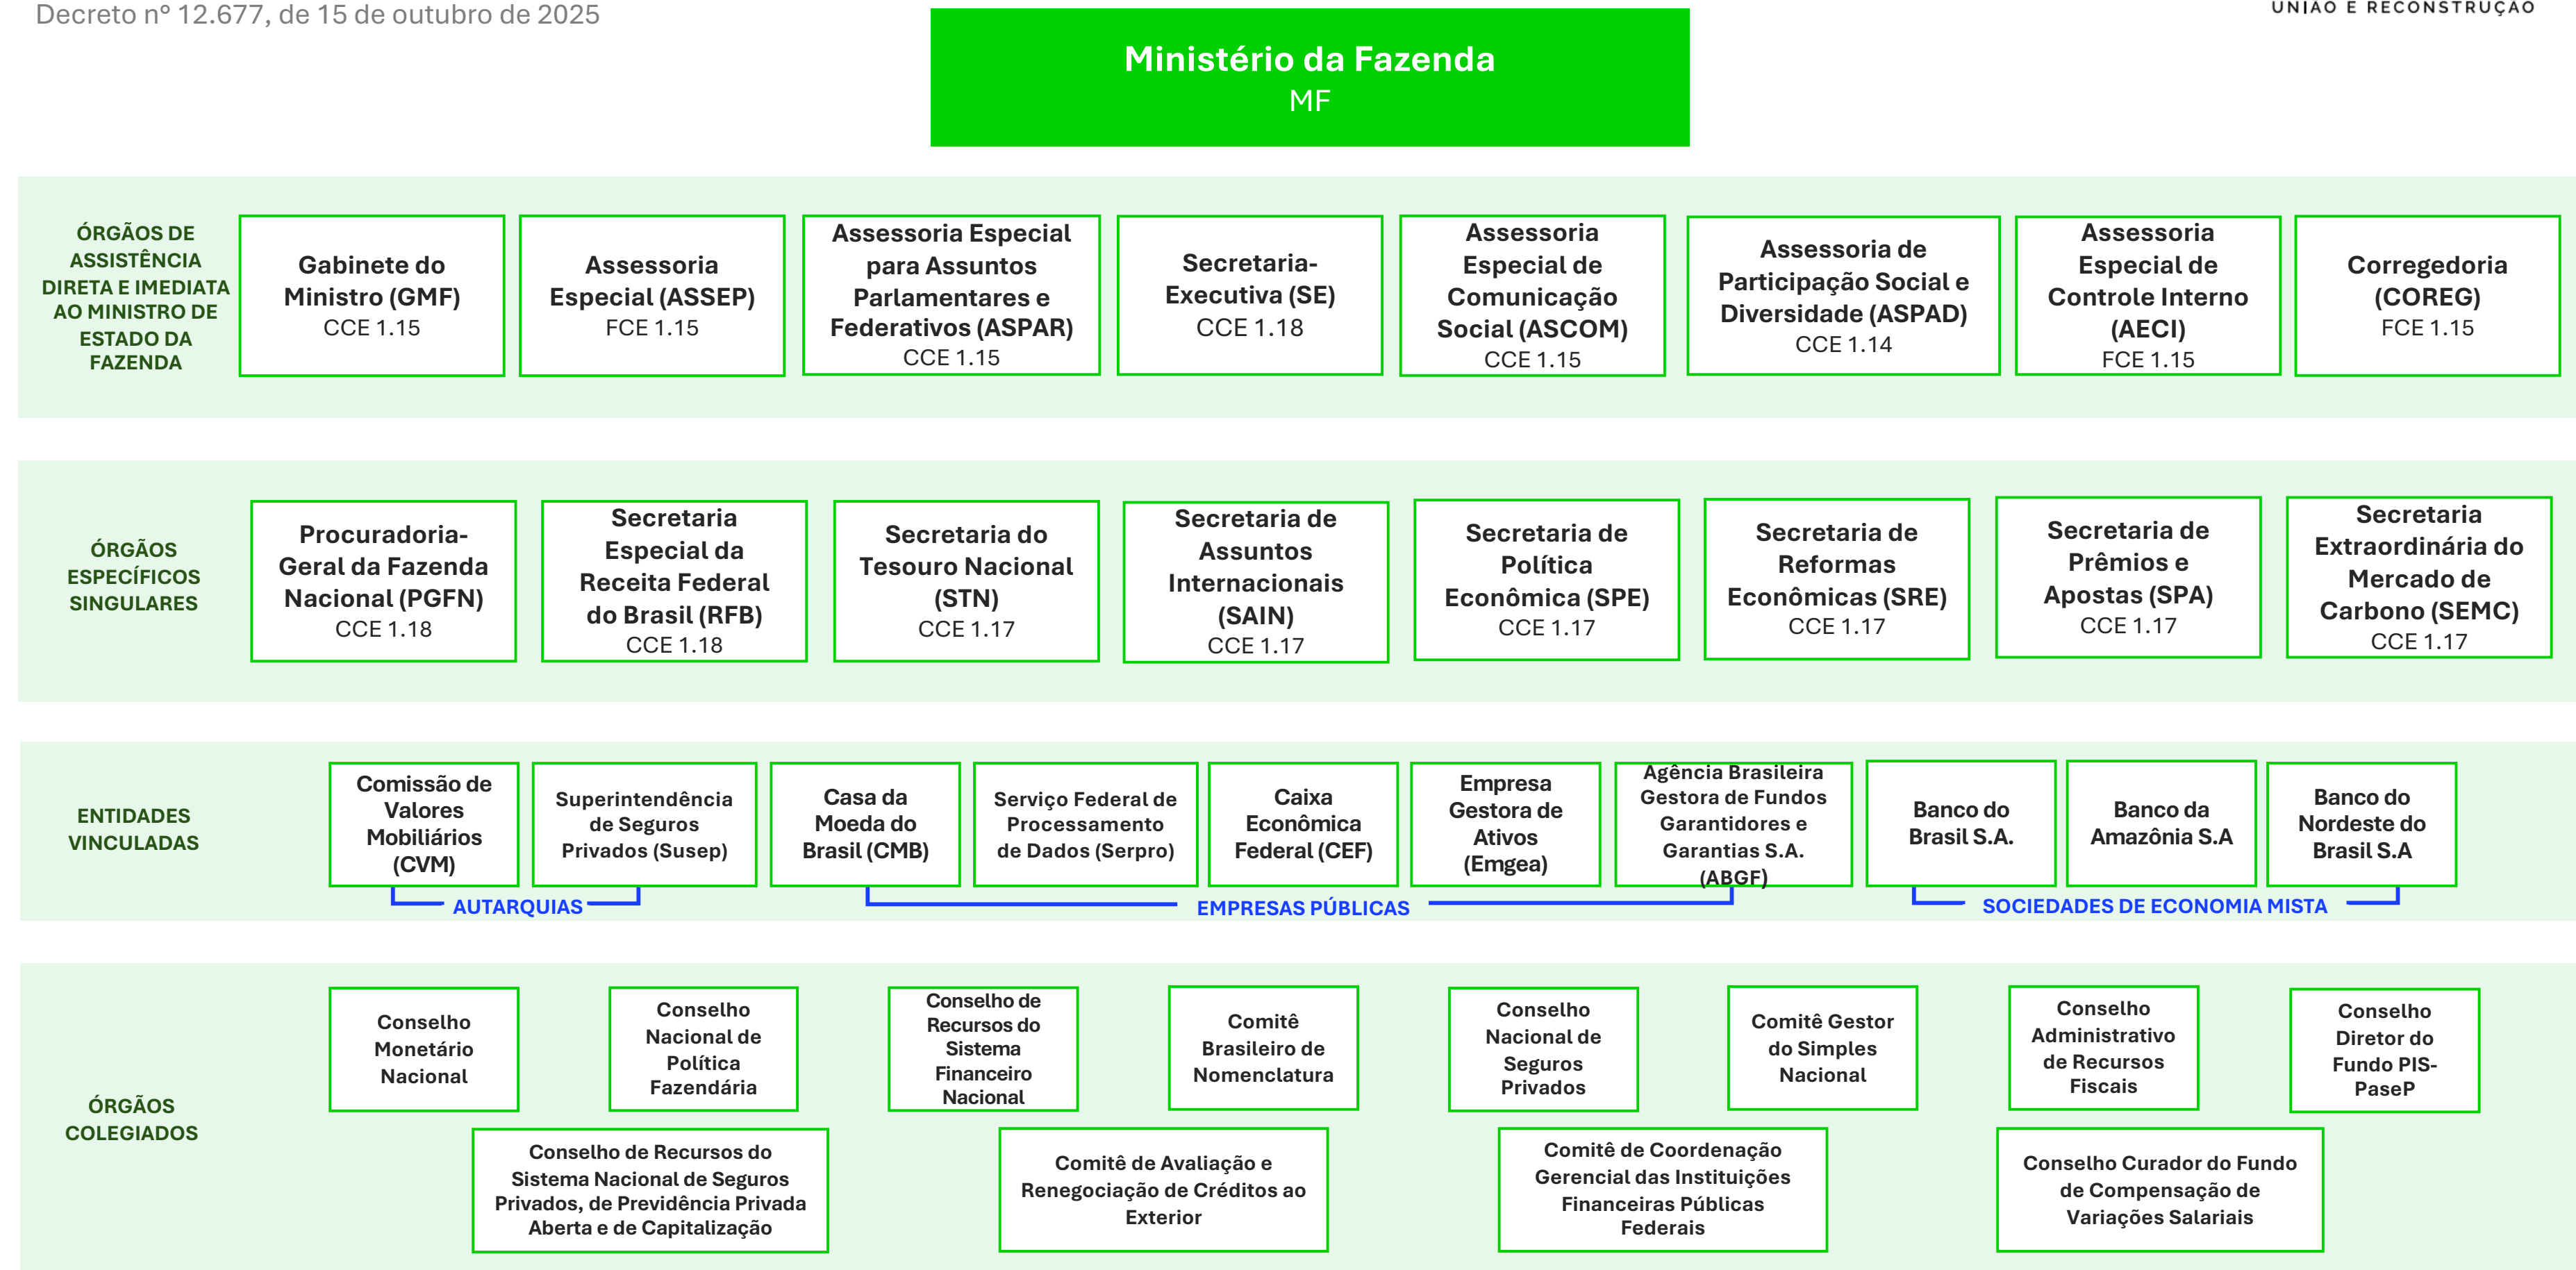 Decreto n° 12.677, de 15 de outubro de 2025
UNIÃO E RECONSTRUÇÃO
Ministério da Fazenda
MF
ÓRGÃOS DE
ASSISTÊNCIA
DIRETA E IMEDIATA
AO MINISTRO DE
ESTADO DA
FAZENDA
Gabinete do
Ministro (GMF)
CCE 1.15
Assessoria
Especial (ASSEP)
FCE 1.15
Assessoria Especial
para Assuntos
Parlamentares e
Federativos (ASPAR)
CCE 1.15
Secretaria-
Executiva (SE)
CCE 1.18
Assessoria
Especial de
Comunicação
Social (ASCOM)
CCE 1.15
Assessoria de
Participação Social e
Diversidade (ASPAD)
CCE 1.14
Assessoria
Especial de
Controle Interno
(AECI)
FCE 1.15
Corregedoria
(COREG)
FCE 1.15
ÓRGÃOS
ESPECÍFICOS
SINGULARES
Procuradoria-
Geral da Fazenda
Nacional (PGFN)
CCE 1.18
Secretaria
Especial da
Receita Federal
do Brasil (RFB)
CCE 1.18
Secretaria do
Tesouro Nacional
(STN)
CCE 1.17
Secretaria de
Assuntos
Internacionais
(SAIN)
CCE 1.17
Secretaria de
Política
Econômica (SPE)
CCE 1.17
Secretaria de
Reformas
Econômicas (SRE)
CCE 1.17
Secretaria de
Prêmios e
Apostas (SPA)
CCE 1.17
Secretaria
Extraordinária do
Mercado de
Carbono (SEMC)
CCE 1.17
ENTIDADES
VINCULADAS
Comissão de
Valores
Mobiliários
(CVM)
Superintendência
de Seguros
Privados (Susep)
Casa da
Moeda do
Brasil (CMB)
Serviço Federal de
Processamento
de Dados (Serpro)
Caixa
Econômica
Federal (CEF)
Empresa
Gestora de
Ativos
(Emgea)
Agência Brasileira
Gestora de Fundos
Garantidores e
Garantias S.A.
(ABGF)
Banco do
Brasil S.A.
Banco da
Amazônia S.A
Banco do
Nordeste do
Brasil S.A
AUTARQUIAS
EMPRESAS PÚBLICAS
SOCIEDADES DE ECONOMIA MISTA
ÓRGÃOS
COLEGIADOS
Conselho
Monetário
Nacional
Conselho
Nacional de
Política
Fazendária
Conselho de
Recursos do
Sistema
Financeiro
Nacional
Comitê
Brasileiro de
Nomenclatura
Conselho
Nacional de
Seguros
Privados
Comitê Gestor
do Simples
Nacional
Conselho
Administrativo
de Recursos
Fiscais
Conselho
Diretor do
Fundo PIS-
PaseP
Conselho de Recursos do
Sistema Nacional de Seguros
Privados, de Previdência Privada
Aberta e de Capitalização
Comitê de Avaliação e
Renegociação de Créditos ao
Exterior
Comitê de Coordenação
Gerencial das Instituições
Financeiras Públicas
Federais
Conselho Curador do Fundo
de Compensação de
Variações Salariais